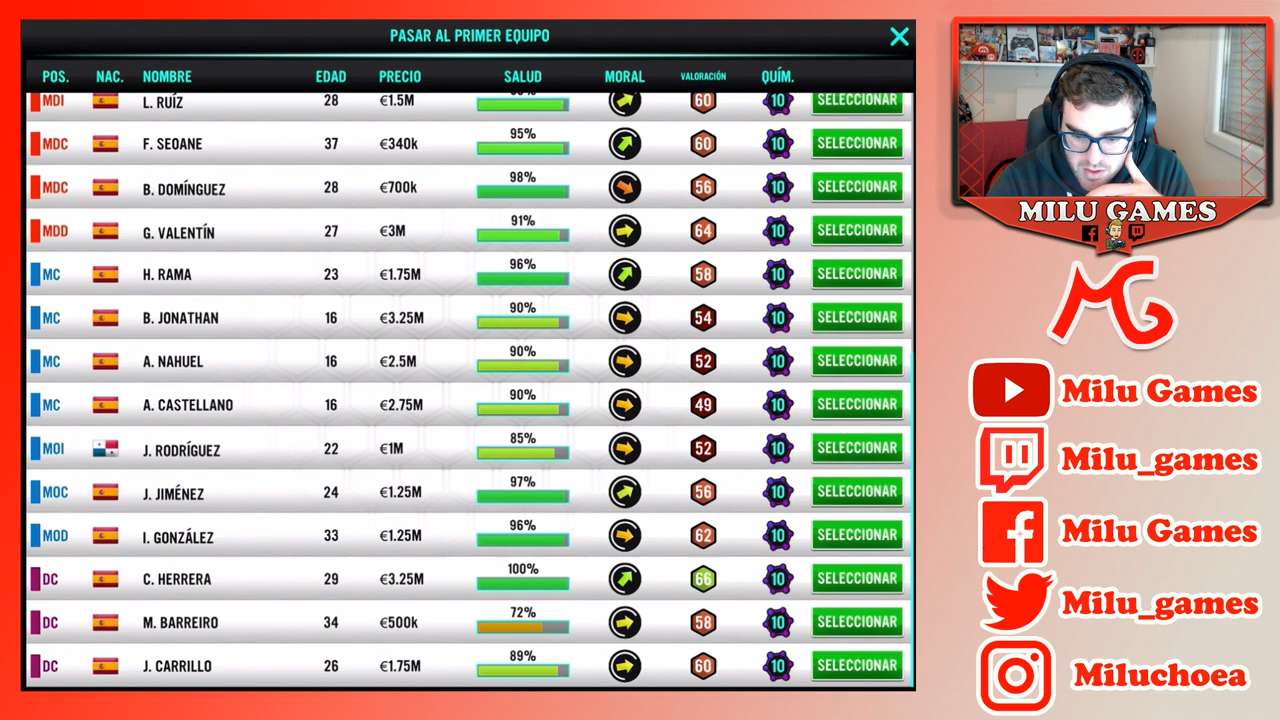 PASAR AL PRIMER EQUIPO
POS. NAC. NOMBRE EDAD PRECIO SALUD MORAL VALORACIÓN QUÍM.
MDI L. RUÍZ 28 €1.5M 60 10 SELECCIONAR
MDC F. SEOANE 37 €340k 95% 60 10 SELECCIONAR
MDC B. DOMÍNGUEZ 28 €700k 98% 56 10 SELECCIONAR
MDD G. VALENTÍN 27 €3M 91% 64 10 SELECCIONAR
MC H. RAMA 23 €1.75M 96% 58 10 SELECCIONAR
MC B. JONATHAN 16 €3.25M 90% 54 10 SELECCIONAR
MC A. NAHUEL 16 €2.5M 90% 52 10 SELECCIONAR
MC A. CASTELLANO 16 €2.75M 90% 49 10 SELECCIONAR
MOI J. RODRÍGUEZ 22 €1M 85% 52 10 SELECCIONAR
MOC J. JIMÉNEZ 24 €1.25M 97% 56 10 SELECCIONAR
MOD I. GONZÁLEZ 33 €1.25M 96% 62 10 SELECCIONAR
DC C. HERRERA 29 €3.25M 100% 66 10 SELECCIONAR
DC M. BARREIRO 34 €500k 72% 58 10 SELECCIONAR
DC J. CARRILLO 26 €1.75M 89% 60 10 SELECCIONAR
MILU GAMES
Milu Games
Milu_games
Milu Games
Milu_games
Miluchoea